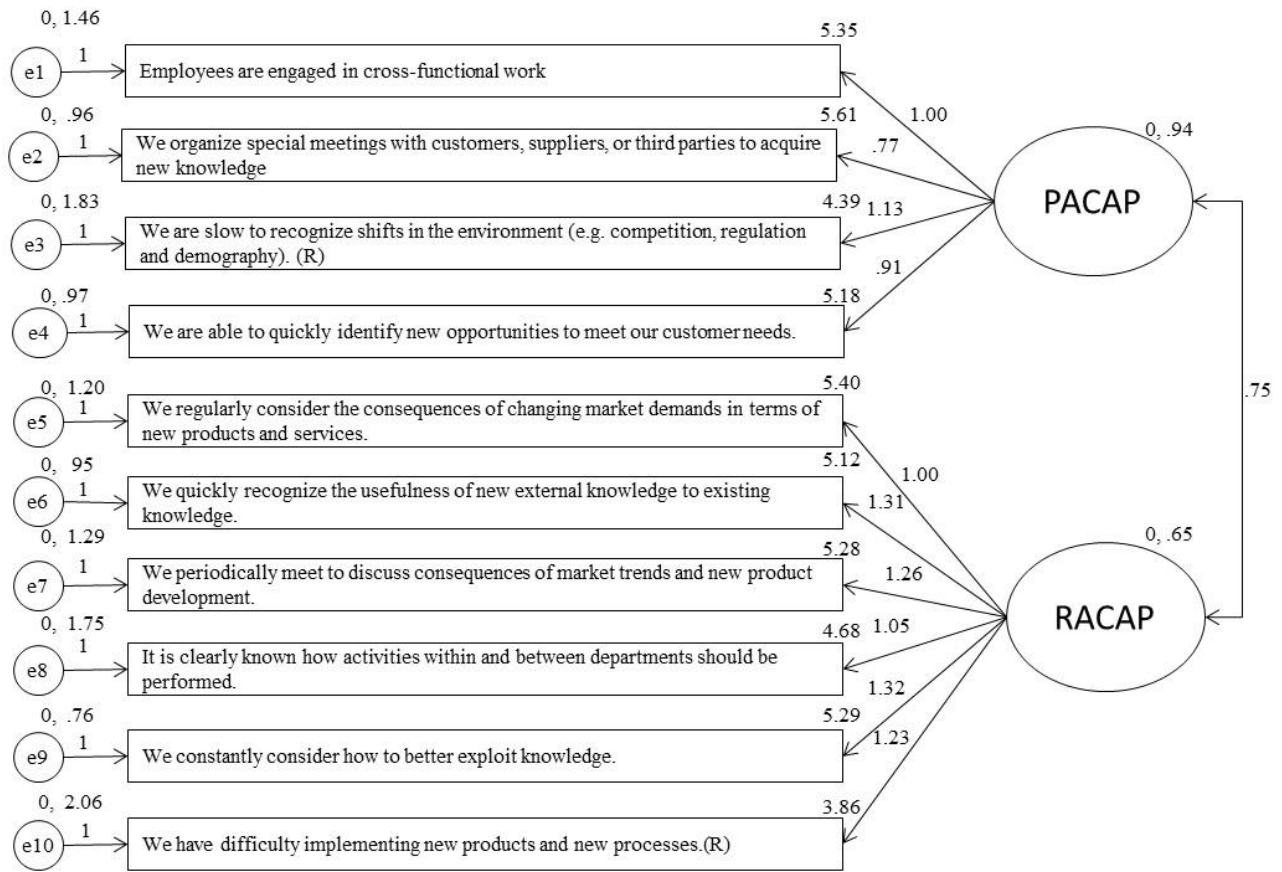 0, 1.46
5.35
e1
1
Employees are engaged in cross-functional work
1.00
0, .96
5.61
0, .94
e2
1
We organize special meetings with customers, suppliers, or third parties to acquire
new knowledge
.77
PACAP
0, 1.83
4.39
1.13
e3
1
We are slow to recognize shifts in the environment (e.g. competition, regulation
and demography). (R)
.91
0, .97
5.18
e4
1
We are able to quickly identify new opportunities to meet our customer needs.
0, 1.20
5.40
.75
e5
1
We regularly consider the consequences of changing market demands in terms of
new products and services.
0, 95
5.12
1.00
e6
1
We quickly recognize the usefulness of new external knowledge to existing
knowledge.
1.31
0, 1.29
5.28
0, .65
e7
1
We periodically meet to discuss consequences of market trends and new product
development.
1.26
RACAP
0, 1.75
4.68
1.05
e8
1
It is clearly known how activities within and between departments should be
performed.
1.32
0, .76
5.29
e9
1
We constantly consider how to better exploit knowledge.
1.23
0, 2.06
3.86
e10
1
We have difficulty implementing new products and new processes.(R)